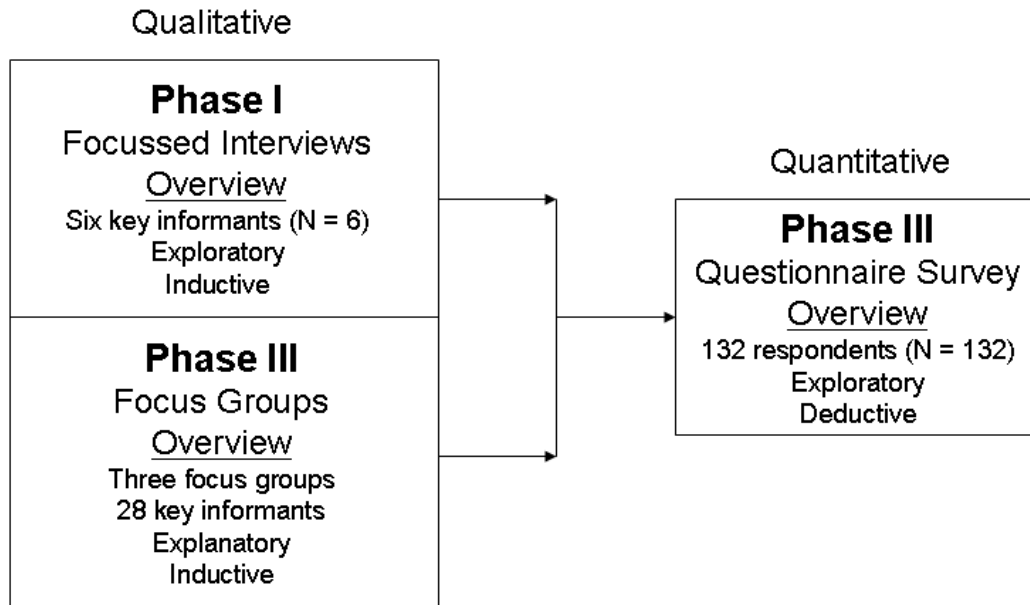 Qualitative
Phase I
Focussed Interviews
Overview
Six key informants (N = 6)
Exploratory
Inductive
Phase III
Focus Groups
Overview
Three focus groups
28 key informants
Explanatory
Inductive
Quantitative
Phase III
Questionnaire Survey
Overview
132 respondents (N = 132)
Exploratory
Deductive